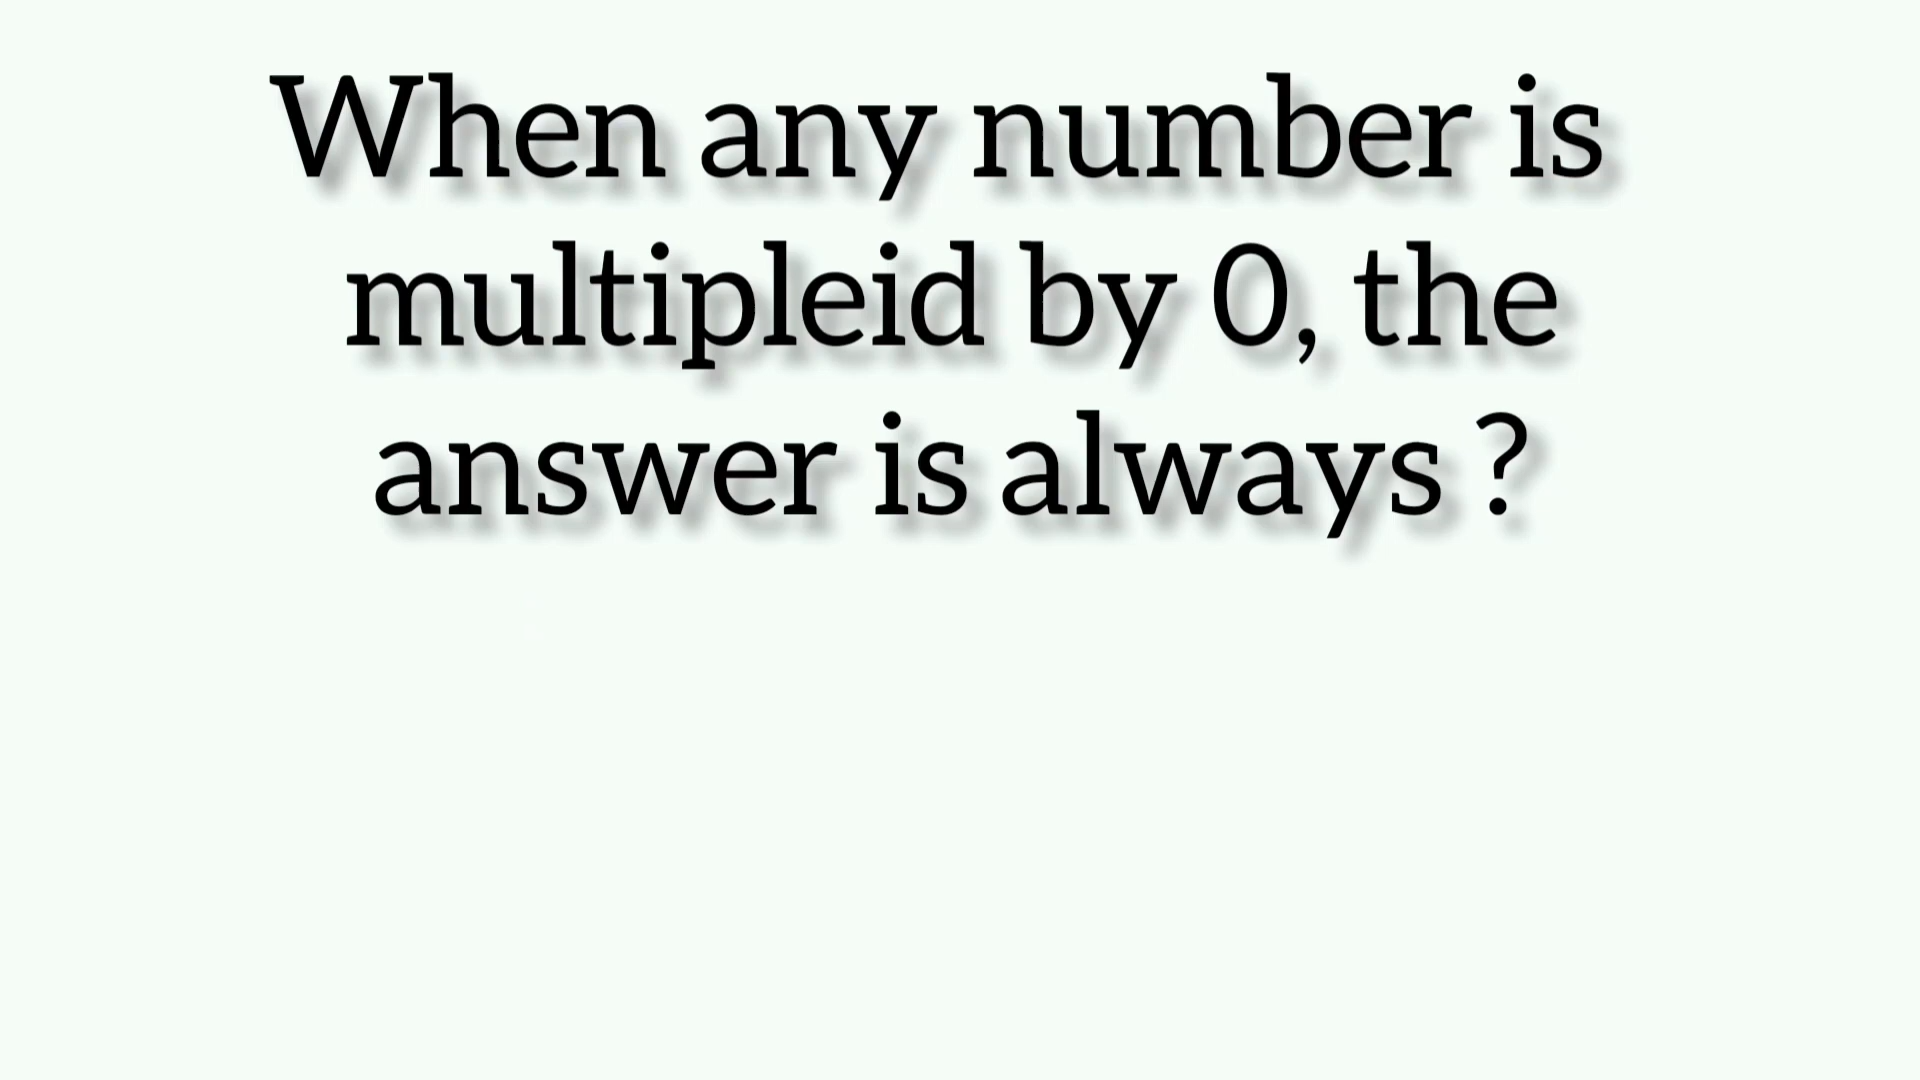 When any number is
multipleid by 0, the
answer is always ?